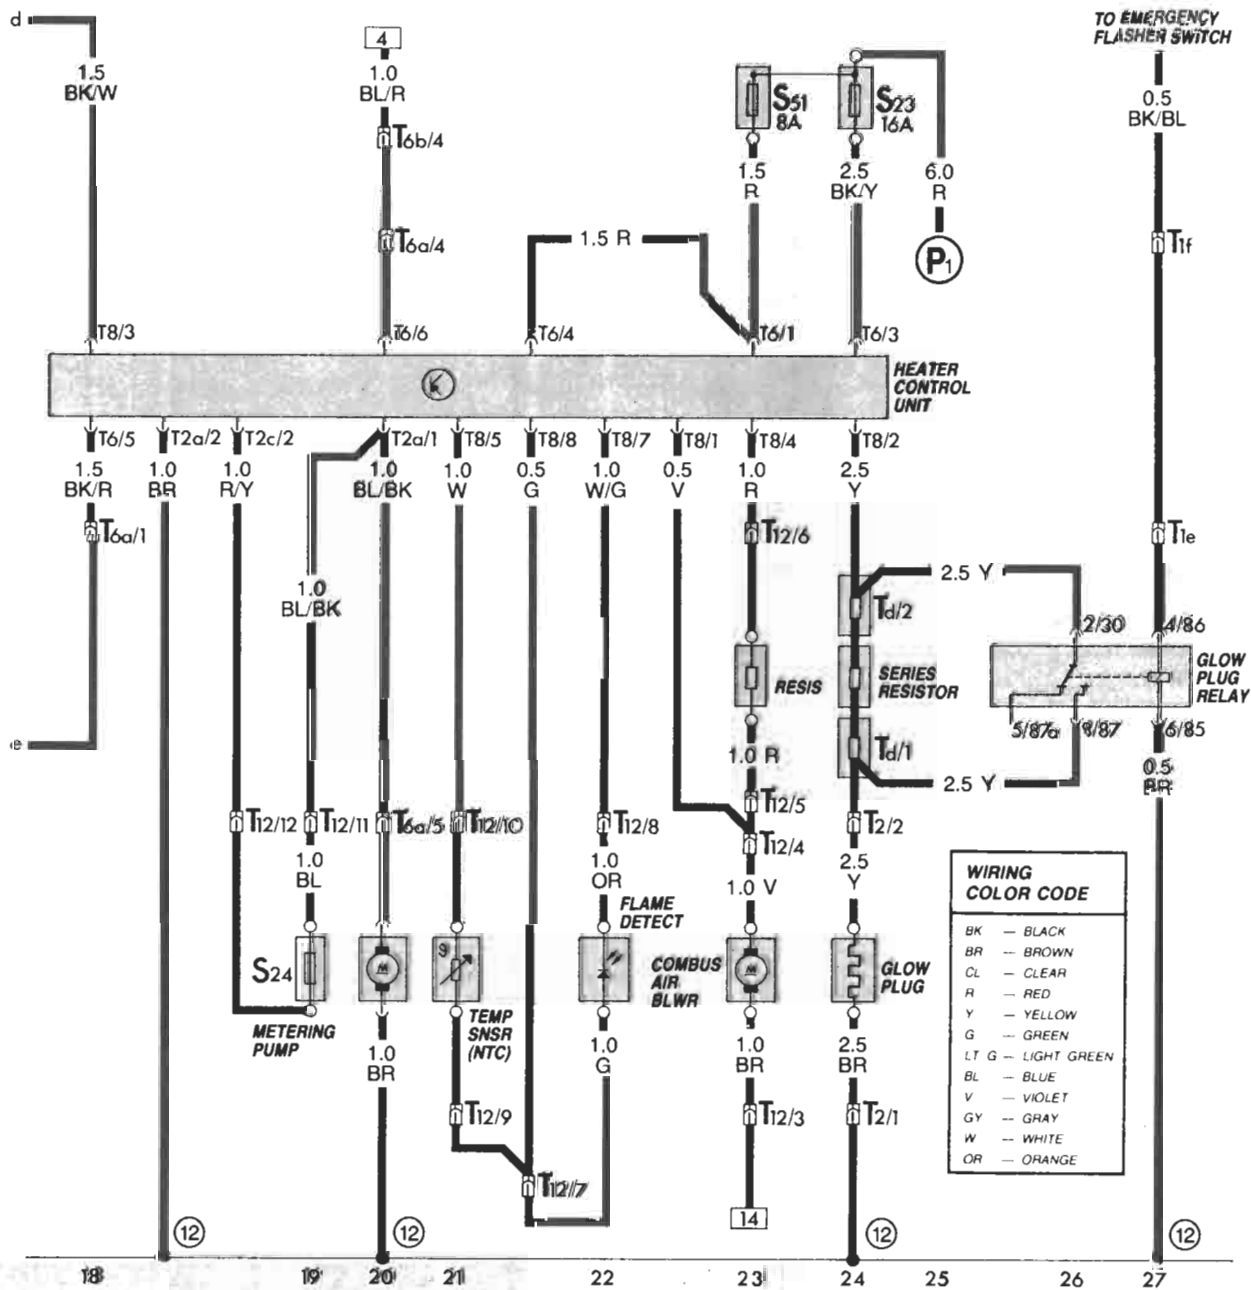 d
TO EMERGENCY
FLASHER SWITCH
4
1.5
BK/W
1.0
BL/R
S51
8A
S23
16A
0.5
BK/BL
T6b/4
1.5
R
2.5
BK/Y
6.0
R
T6a/4
1.5 R
P1
T1f
T8/3
T6/6
T6/4
T6/1
T6/3
HEATER
CONTROL
UNIT
K
T6/5
T2a/2
T2c/2
T2a/1
T8/5
T8/8
T8/7
T8/1
T8/4
T8/2
1.5
BK/R
1.0
BR
1.0
R/Y
1.0
BL/BK
1.0
W
0.5
G
1.0
W/G
0.5
V
1.0
R
2.5
Y
T6a/1
T12/6
T1e
1.0
BL/BK
2.5 Y
Td/2
2/30
4/86
RESIS
SERIES
RESISTOR
GLOW
PLUG
RELAY
e
1.0 R
Td/1
5/87a
8/87
6/85
2.5 Y
0.5
BR
T12/12
T12/11
T6a/5
T12/10
T12/8
T12/5
T12/4
T2/2
1.0
BL
1.0
OR
1.0 V
2.5
Y
FLAME
DETECT
S24
M
ϑ
COMBUS
AIR
BLWR
M
GLOW
PLUG
METERING
PUMP
TEMP
SNSR
(NTC)
1.0
BR
1.0
G
1.0
BR
2.5
BR
T12/9
T12/3
T2/1
T12/7
14
WIRING
COLOR CODE
BK — BLACK
BR — BROWN
CL — CLEAR
R — RED
Y — YELLOW
G — GREEN
LT G — LIGHT GREEN
BL — BLUE
V — VIOLET
GY — GRAY
W — WHITE
OR — ORANGE
12
12
12
12
18
19
20
21
22
23
24
25
26
27